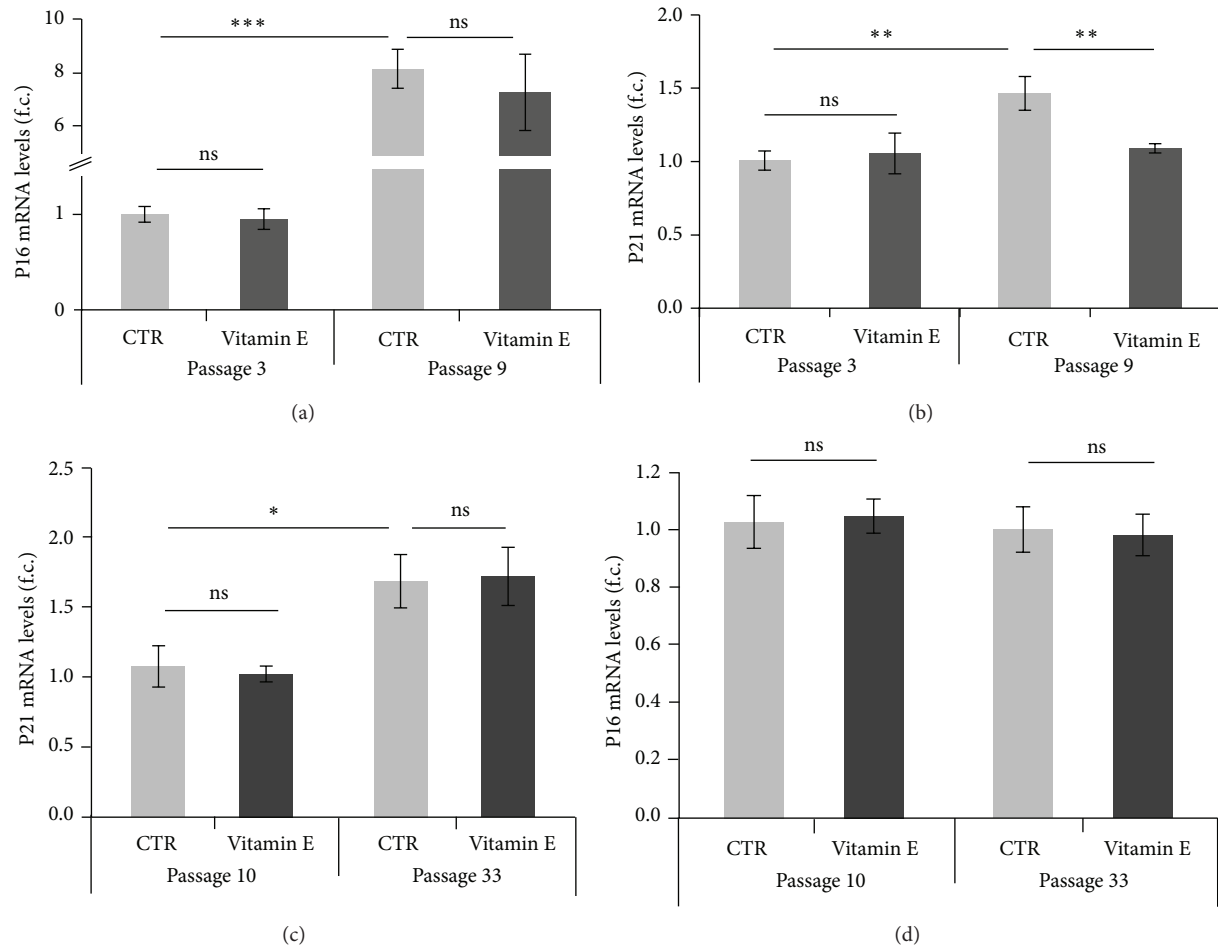 P16 mRNA levels (f.c.)
10
8
6
1
0
***
ns
ns
CTR
Vitamin E
CTR
Vitamin E
Passage 3
Passage 9
(a)
P21 mRNA levels (f.c.)
2.0
1.5
1.0
0.5
0.0
**
**
ns
CTR
Vitamin E
CTR
Vitamin E
Passage 3
Passage 9
(b)
P21 mRNA levels (f.c.)
2.5
2.0
1.5
1.0
0.5
0.0
*
ns
ns
CTR
Vitamin E
CTR
Vitamin E
Passage 10
Passage 33
(c)
P16 mRNA levels (f.c.)
1.2
1.0
0.8
0.6
0.4
0.2
0.0
ns
ns
CTR
Vitamin E
CTR
Vitamin E
Passage 10
Passage 33
(d)